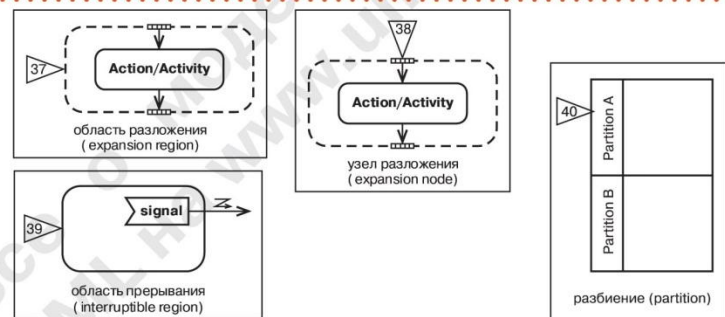 37
Action/Activity
область разложения
(expansion region)
38
Action/Activity
узел разложения
(expansion node)
39
signal
область прерывания
(interruptible region)
40
Partition A
Partition B
разбиение (partition)